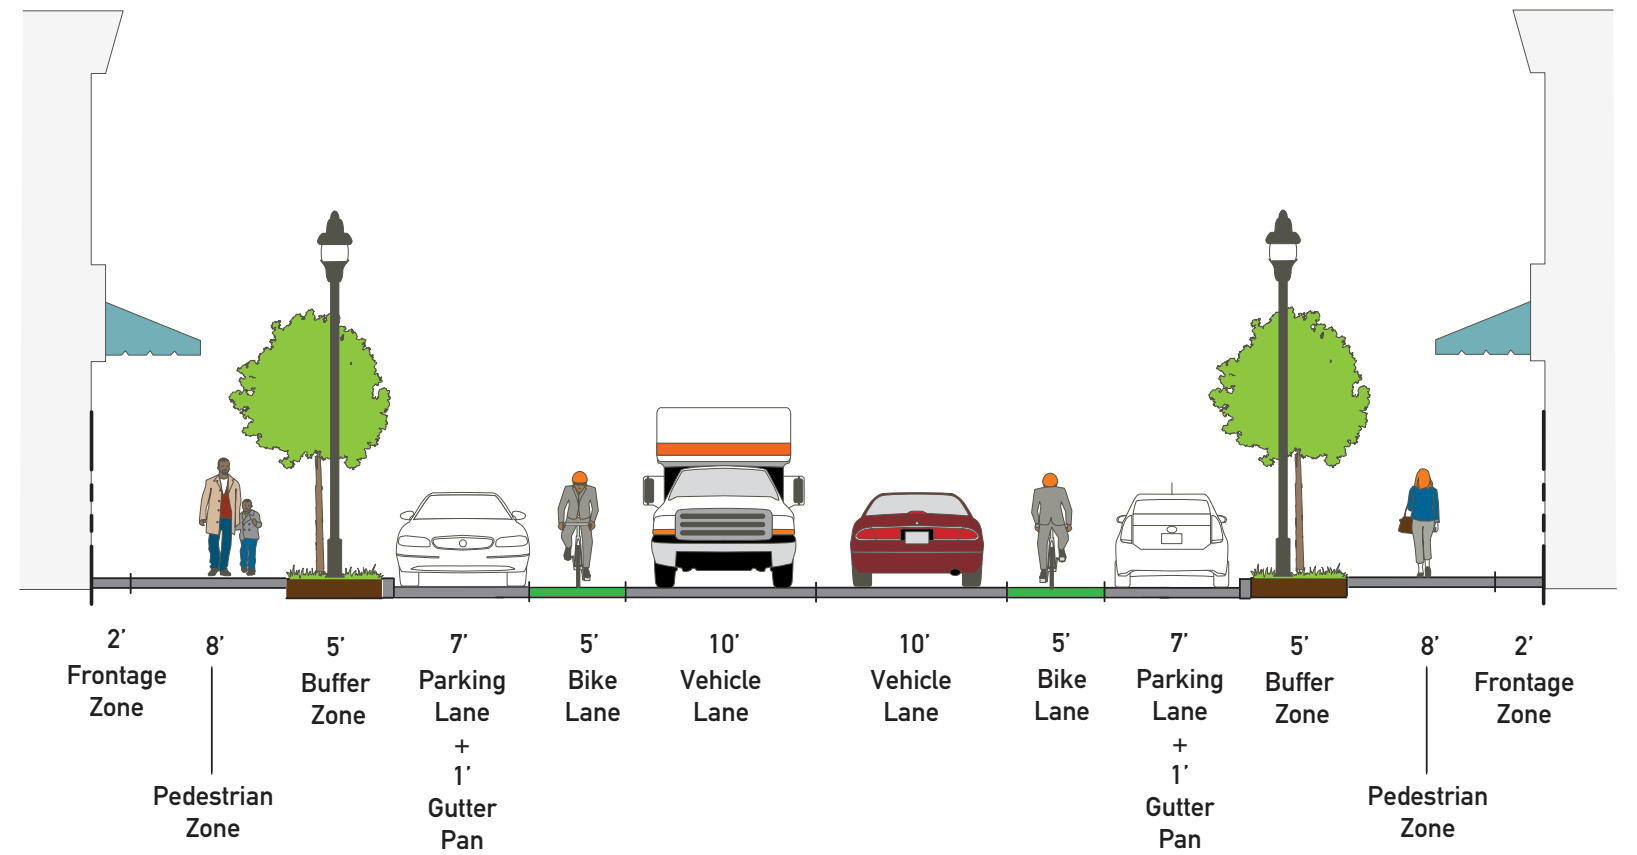 2’
Frontage
Zone
8’
Pedestrian
Zone
5’
Buffer
Zone
7’
Parking
Lane
+
1’
Gutter
Pan
5’
Bike
Lane
10’
Vehicle
Lane
10’
Vehicle
Lane
5’
Bike
Lane
7’
Parking
Lane
+
1’
Gutter
Pan
5’
Buffer
Zone
8’
Pedestrian
Zone
2’
Frontage
Zone